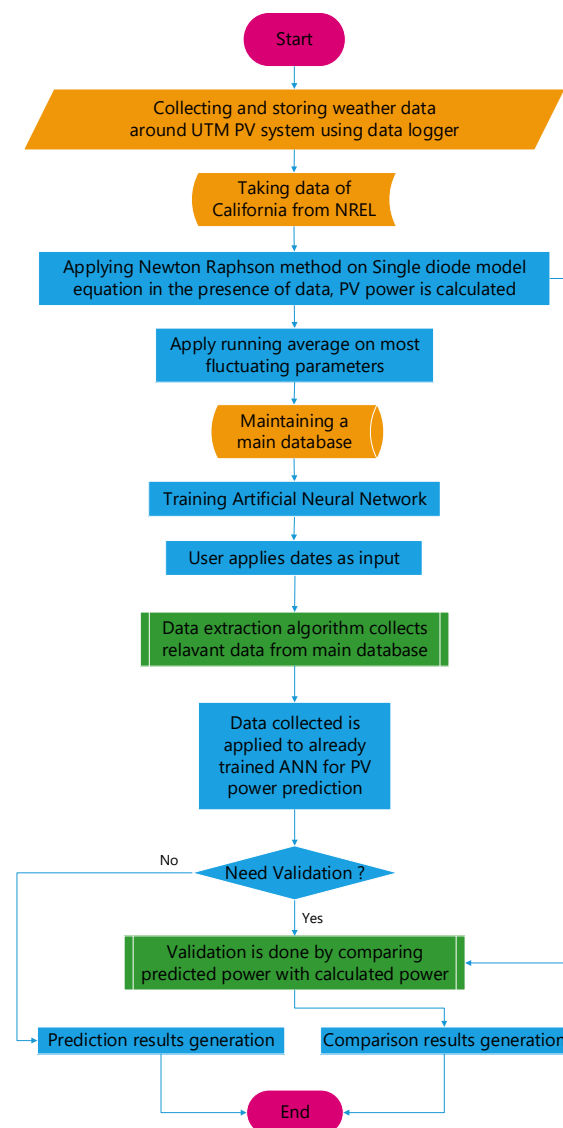 Start
Collecting and storing weather data
around UTM PV system using data logger
Taking data of
California from NREL
Applying Newton Raphson method on Single diode model
equation in the presence of data, PV power is calculated
Apply running average on most
fluctuating parameters
Maintaining a
main database
Training Artificial Neural Network
User applies dates as input
Data extraction algorithm collects
relavant data from main database
Data collected is
applied to already
trained ANN for PV
power prediction
No
Need Validation ?
Yes
Validation is done by comparing
predicted power with calculated power
Prediction results generation
Comparison results generation
End